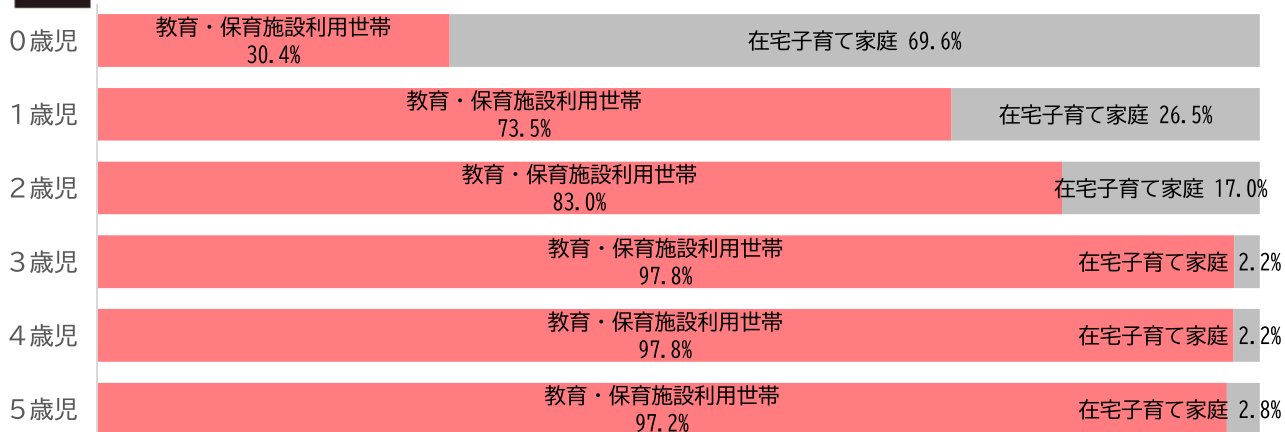 ０歳児
教育・保育施設利用世帯
30.4%
在宅子育て家庭 69.6%
１歳児
教育・保育施設利用世帯
73.5%
在宅子育て家庭 26.5%
２歳児
教育・保育施設利用世帯
83.0%
在宅子育て家庭 17.0%
３歳児
教育・保育施設利用世帯
97.8%
在宅子育て家庭 2.2%
４歳児
教育・保育施設利用世帯
97.8%
在宅子育て家庭 2.2%
５歳児
教育・保育施設利用世帯
97.2%
在宅子育て家庭 2.8%